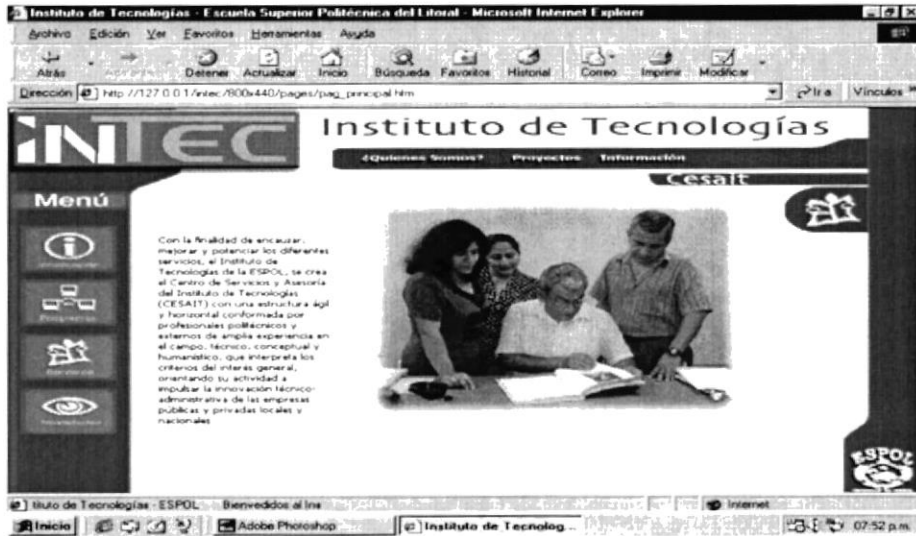 Instituto de Tecnologías - Escuela Superior Politécnica del Litoral - Microsoft Internet Explorer
Archivo Edición Ver Favoritos Herramientas Ayuda
Atrás Detener Actualizar Inicio Búsqueda Favoritos Historial Correo Imprimir Modificar
Dirección http://127.0.0.1/intec/800x440/pages/pag_principal.htm Ir a Vínculos »
INTEC
Instituto de Tecnologías
¿Quienes Somos? Proyectos Información
Cesait
Menú
Con la finalidad de encauzar,
mejorar y potenciar los diferentes
servicios, el Instituto de
Tecnologías de la ESPOL, se crea
el Centro de Servicios y Asesoría
del Instituto de Tecnologías
(CESAIT) con una estructura ágil
y horizontal conformada por
profesionales politécnicos y
externos de amplia experiencia en
el campo, técnico, conceptual y
humanístico, que interpreta los
criterios del interés general,
orientando su actividad a
impulsar la innovación técnico-
administrativa de las empresas
públicas y privadas locales y
nacionales
ESPOL
tituto de Tecnologías - ESPOL Bienvedidos al Ins Internet
Inicio Adobe Photoshop Instituto de Tecnolog... 07:52 p.m.